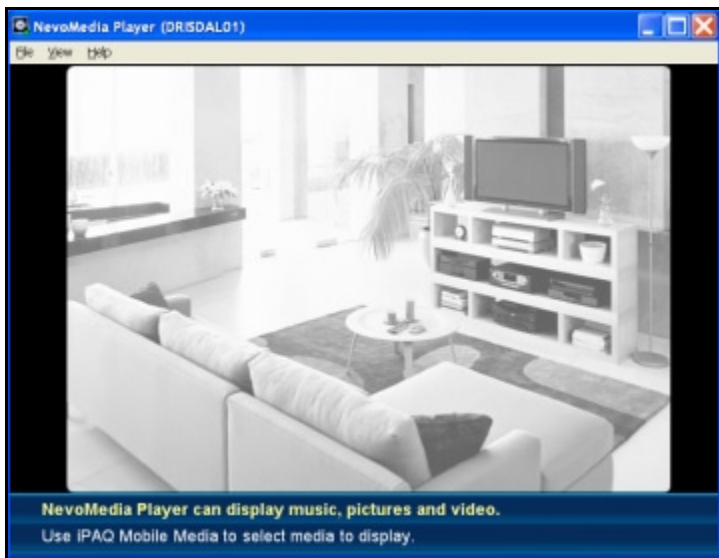 NevoMedia Player (DRISDAL01)
File View Help
NevoMedia Player can display music, pictures and video.
Use iPAQ Mobile Media to select media to display.